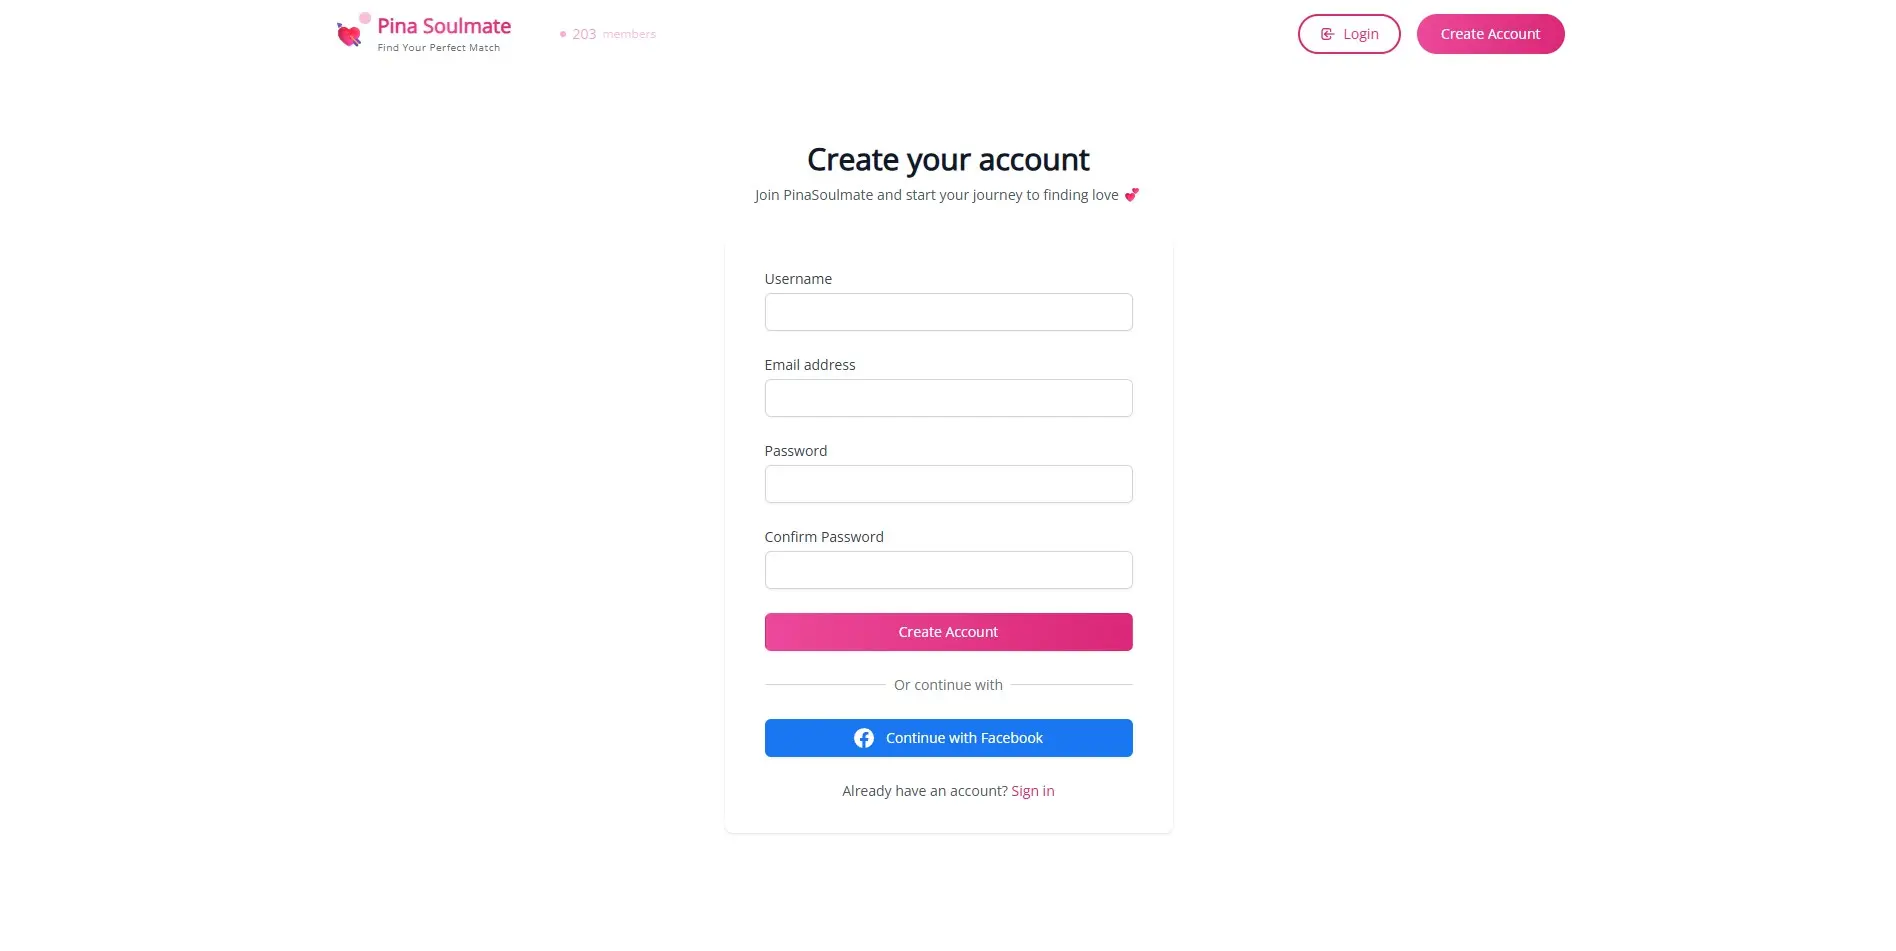 Pina Soulmate
Find Your Perfect Match
203 members
Login
Create Account
Create your account
Join PinaSoulmate and start your journey to finding love 💕
Username
Email address
Password
Confirm Password
Create Account
Or continue with
Continue with Facebook
Already have an account? Sign in